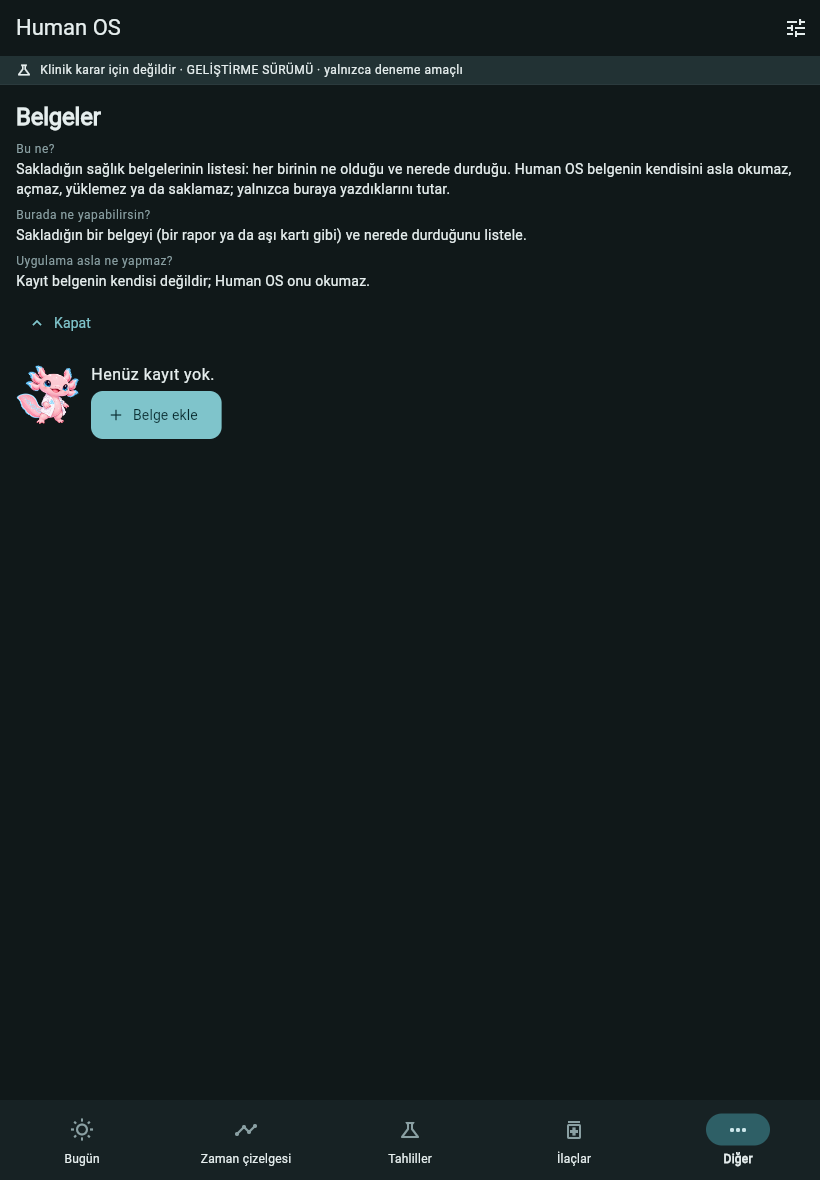 Human OS
Klinik karar için değildir · GELİŞTİRME SÜRÜMÜ · yalnızca deneme amaçlı
Belgeler
Bu ne?
Sakladığın sağlık belgelerinin listesi: her birinin ne olduğu ve nerede durduğu. Human OS belgenin kendisini asla okumaz,
açmaz, yüklemez ya da saklamaz; yalnızca buraya yazdıklarını tutar.
Burada ne yapabilirsin?
Sakladığın bir belgeyi (bir rapor ya da aşı kartı gibi) ve nerede durduğunu listele.
Uygulama asla ne yapmaz?
Kayıt belgenin kendisi değildir; Human OS onu okumaz.
Kapat
Henüz kayıt yok.
Belge ekle
Bugün
Zaman çizelgesi
Tahliller
İlaçlar
Diğer